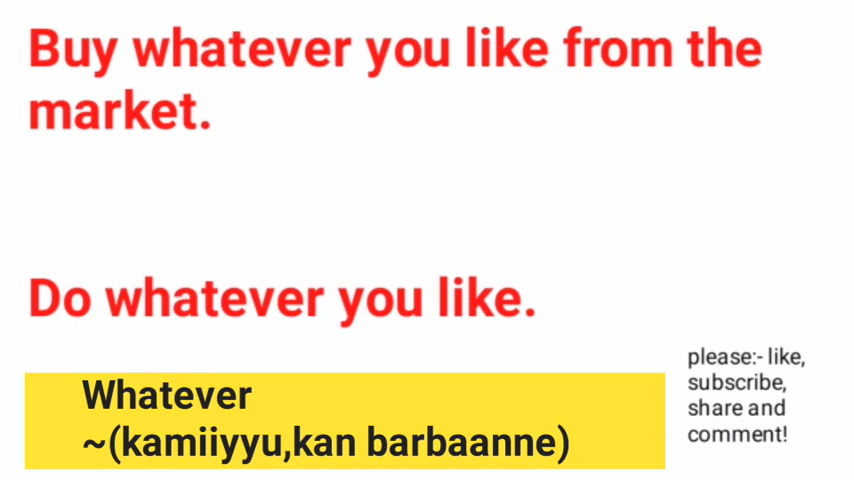 Buy whatever you like from the
market.
Do whatever you like.
Whatever
~(kamiiyyu,kan barbaanne)
please:- like,
subscribe,
share and
comment!